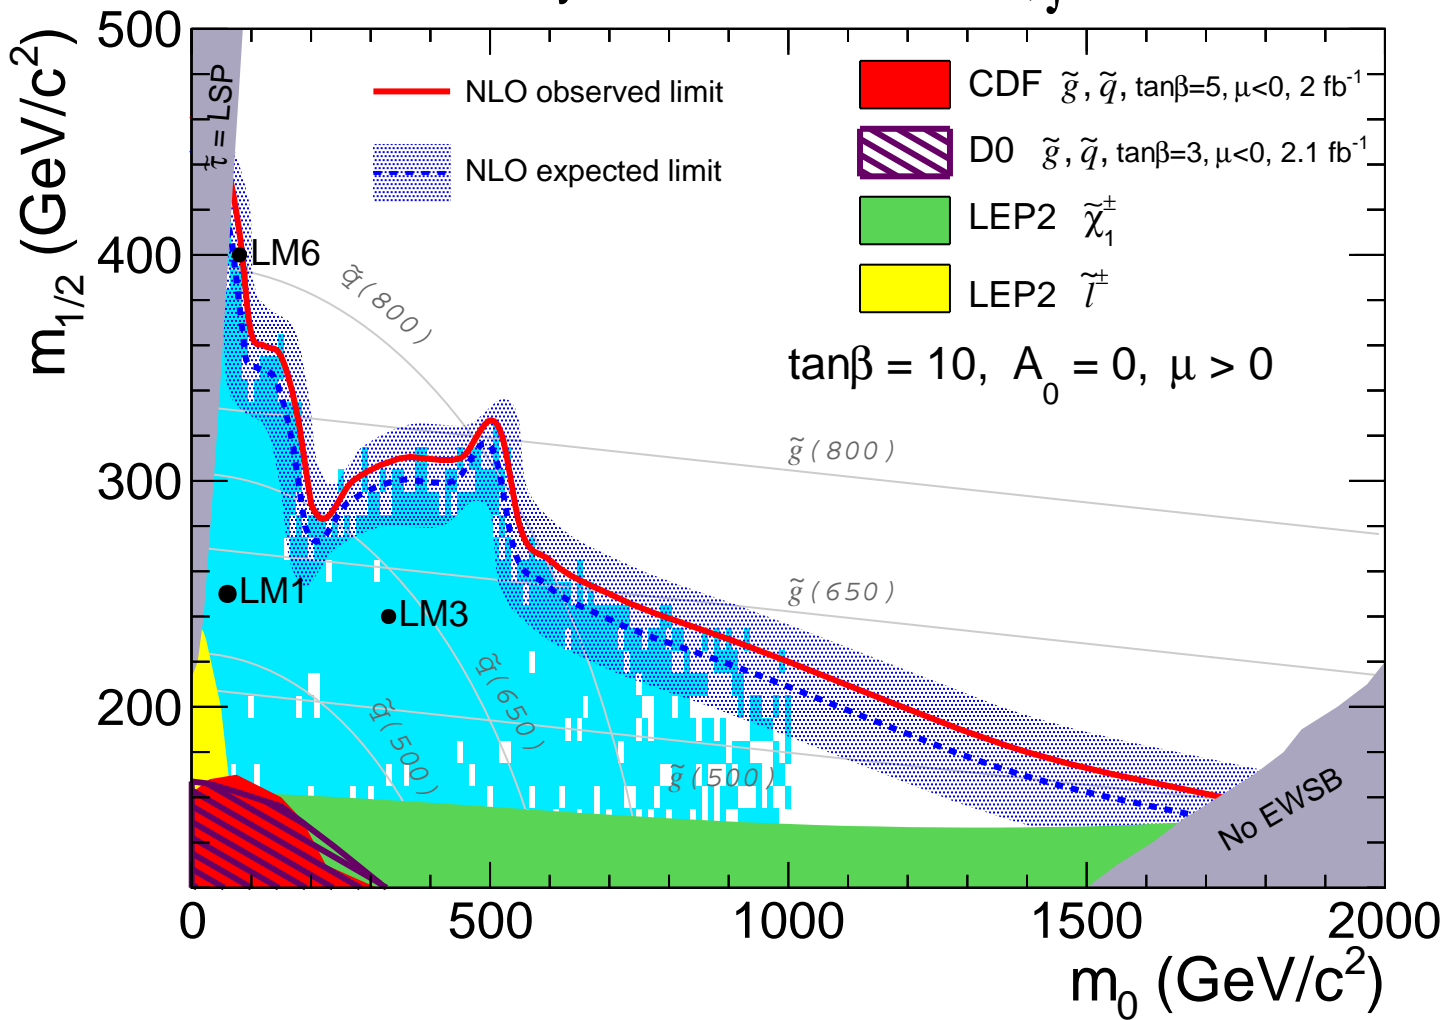 500
400
300
200
m1/2 (GeV/c2)
τ̃ = LSP
NLO observed limit
NLO expected limit
CDF g̃, q̃, tanβ=5, μ<0, 2 fb-1
D0 g̃, q̃, tanβ=3, μ<0, 2.1 fb-1
LEP2 χ̃1±
LEP2 l̃±
tanβ = 10, A0 = 0, μ > 0
LM6
q̃(800)
g̃(800)
LM1
LM3
g̃(650)
q̃(650)
q̃(500)
g̃(500)
No EWSB
0 500 1000 1500 2000
m0 (GeV/c2)